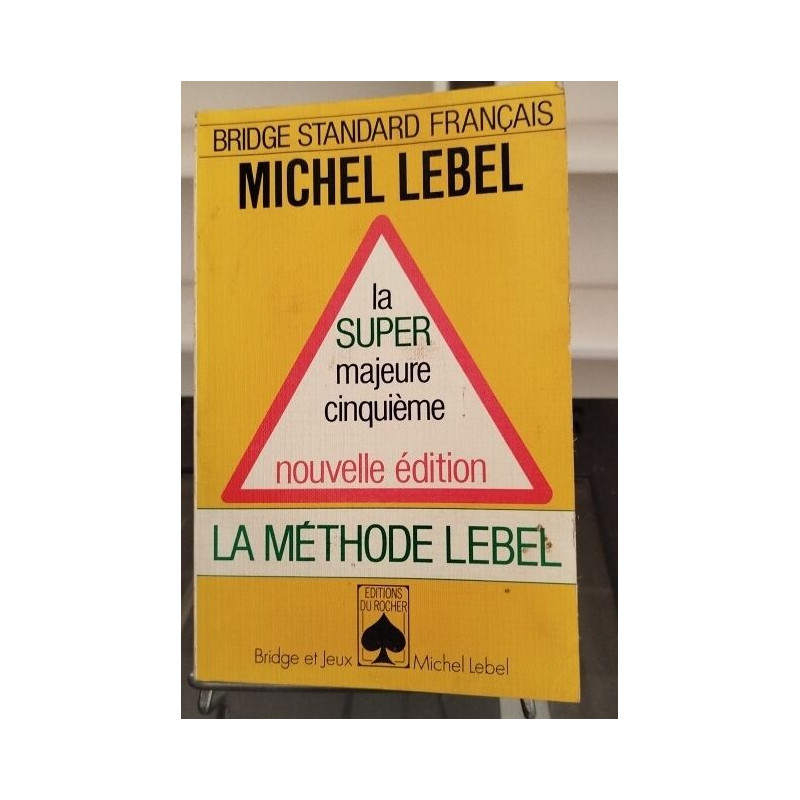 BRIDGE STANDARD FRANÇAIS
MICHEL LEBEL
la
SUPER
majeure
cinquième
nouvelle édition
LA MÉTHODE LEBEL
EDITIONS
DU ROCHER
Bridge et Jeux Michel Lebel